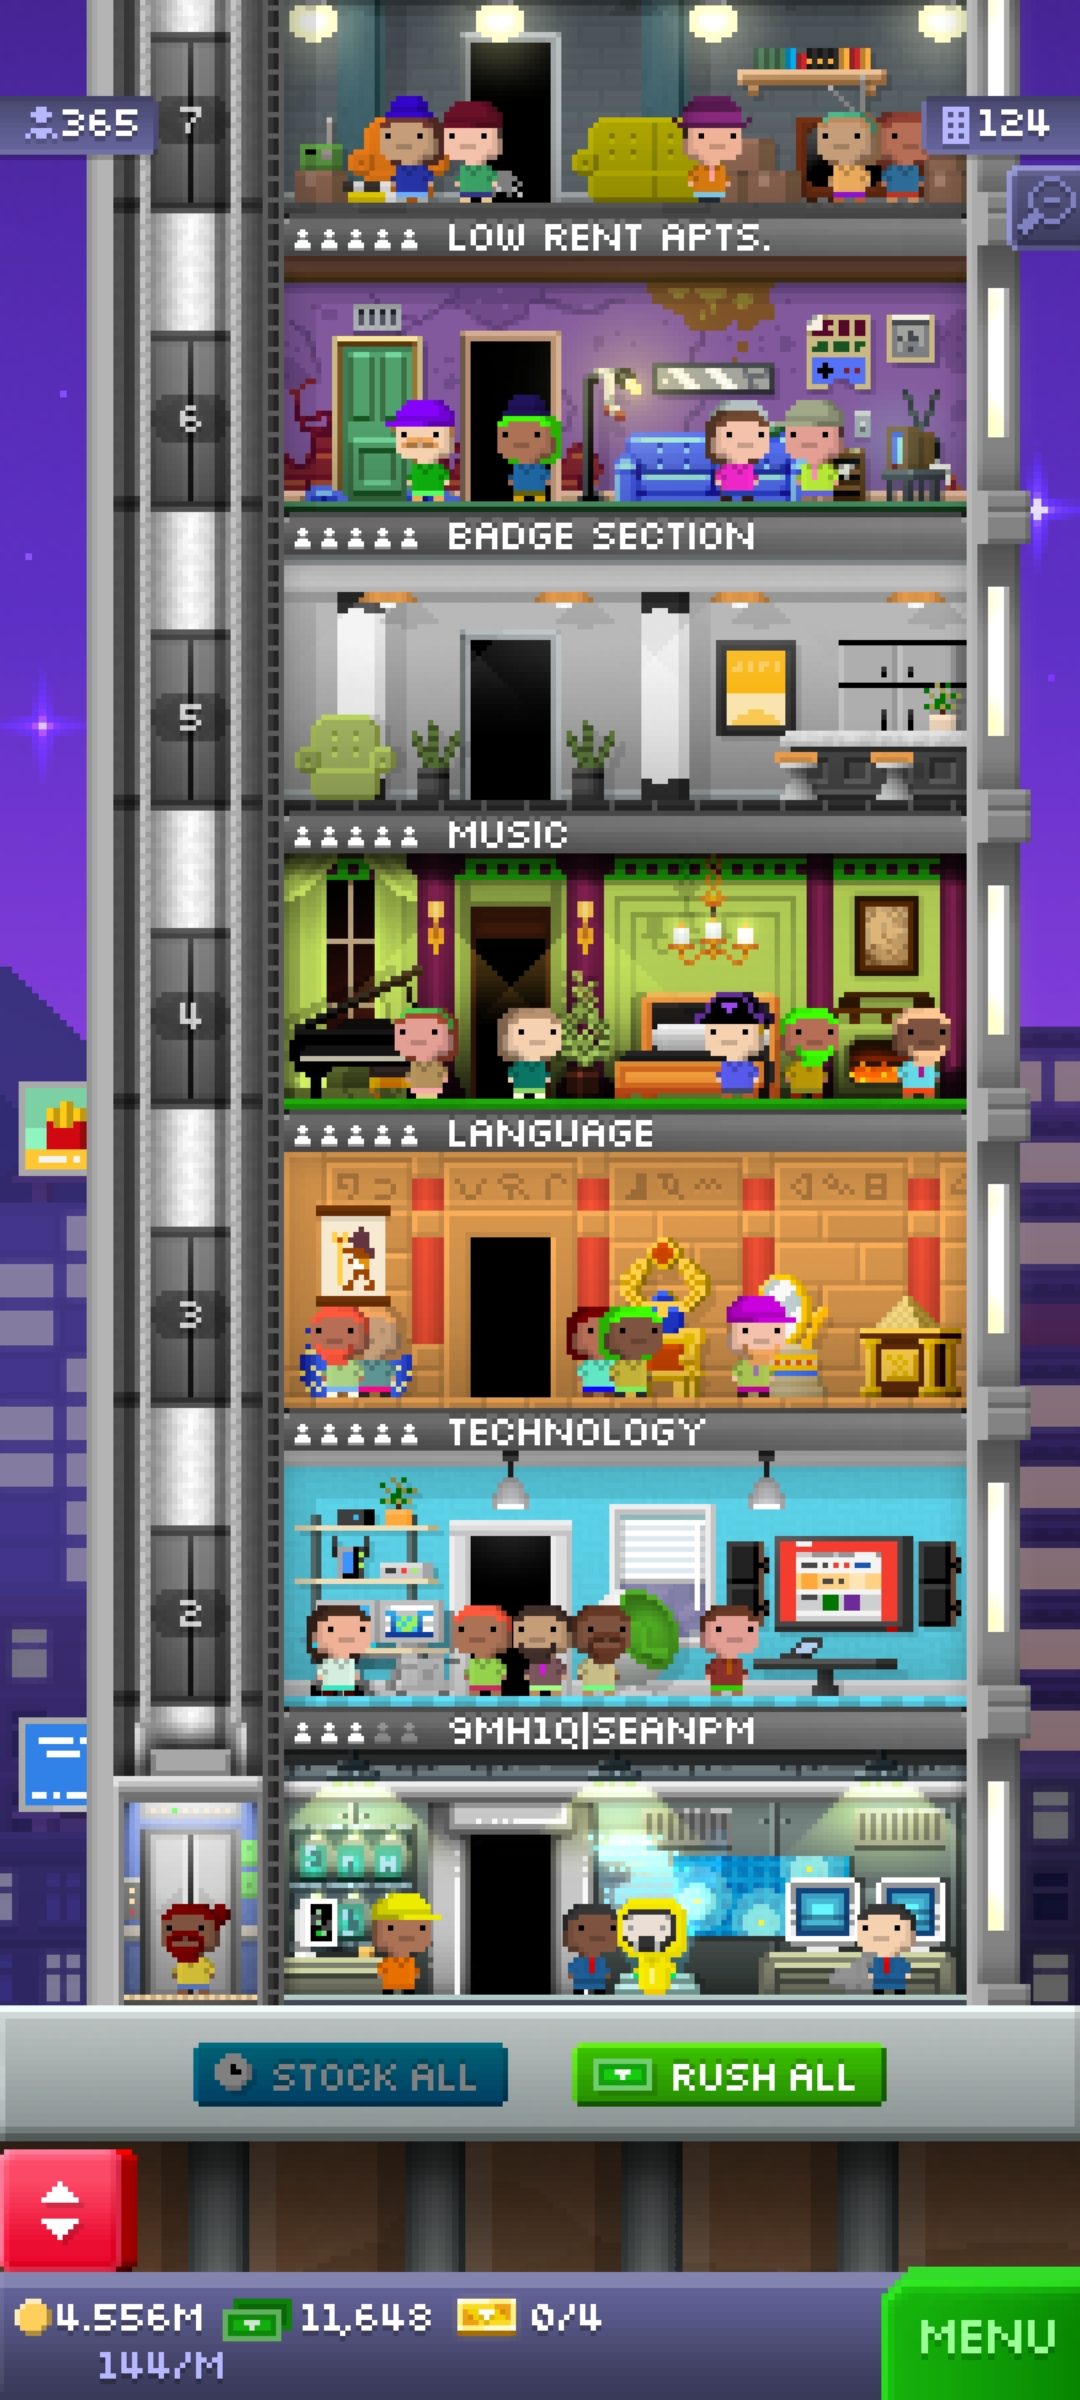 365
7
124
LOW RENT APTS.
6
BADGE SECTION
5
MUSIC
4
LANGUAGE
3
TECHNOLOGY
2
9MH1Q|SEANPM
STOCK ALL
RUSH ALL
4.556M
11,648
0/4
144/M
MENU